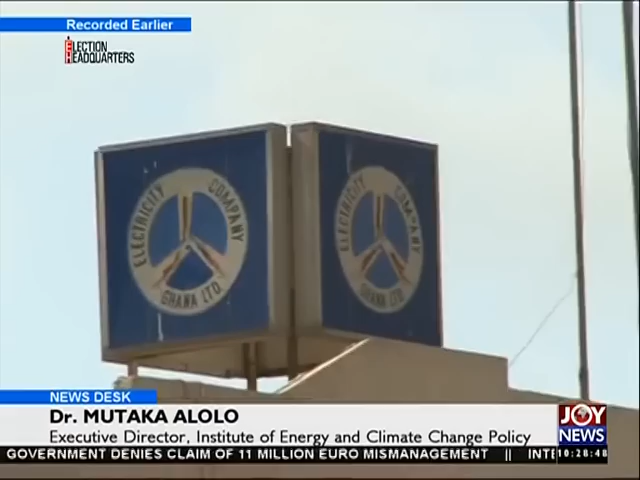 Recorded Earlier
ELECTION
HEADQUARTERS
ELECTRICITY COMPANY
GHANA LTD.
ELECTRICITY COMPANY
GHANA LTD.
NEWS DESK
Dr. MUTAKA ALOLO
Executive Director, Institute of Energy and Climate Change Policy
JOY
NEWS
10:28:48
GOVERNMENT DENIES CLAIM OF 11 MILLION EURO MISMANAGEMENT || INTE